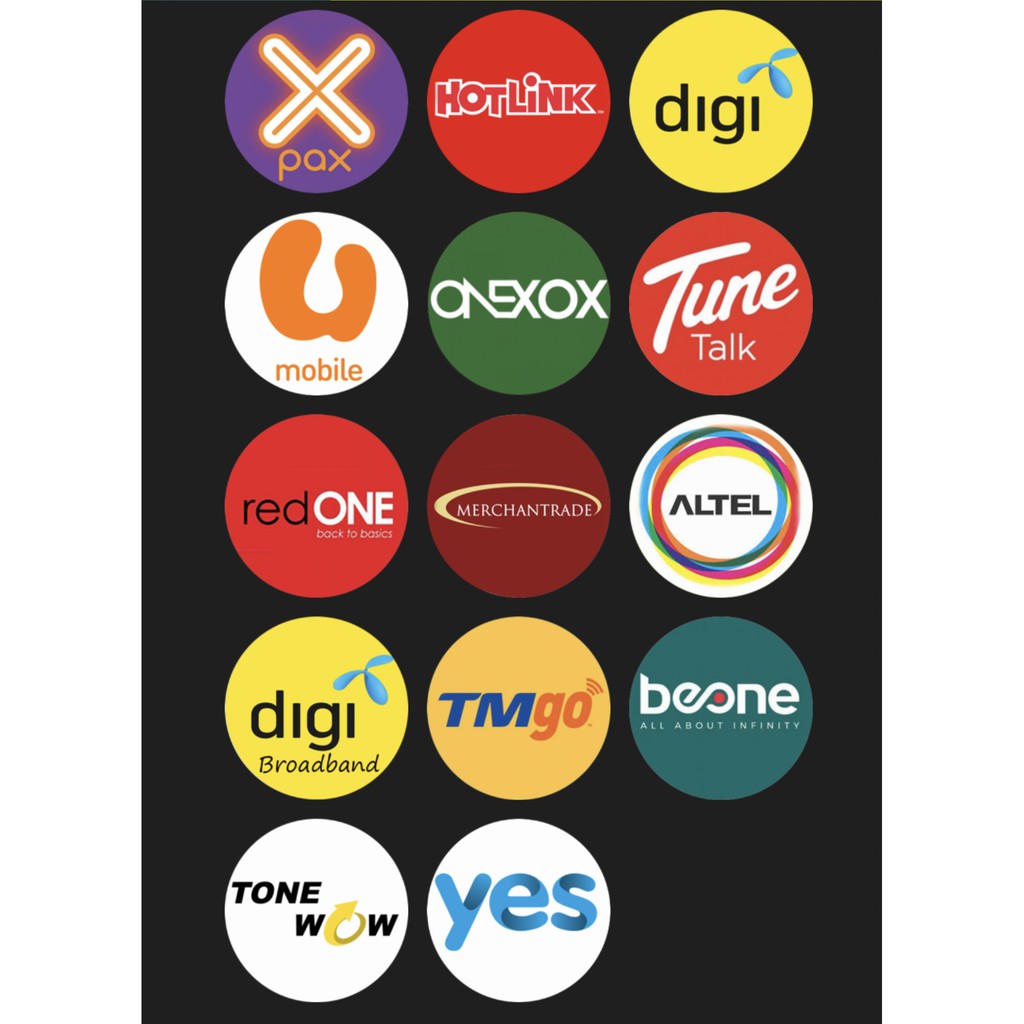 X
pax
HOTLINK
digi
U
mobile
ONEXOX
Tune
Talk
redONE
back to basics
MERCHANTRADE
ALTEL
digi
Broadband
TMgo
beone
ALL ABOUT INFINITY
TONE
WOW
yes